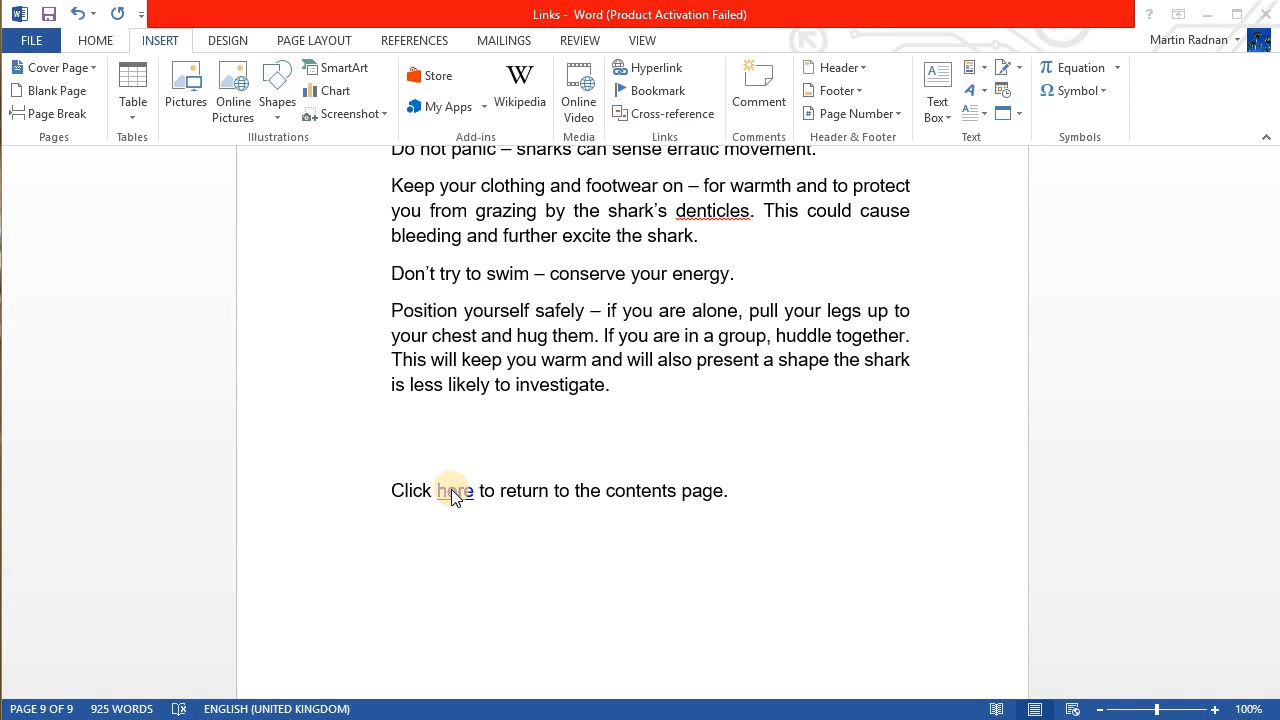 Links - Word (Product Activation Failed)
FILE HOME INSERT DESIGN PAGE LAYOUT REFERENCES MAILINGS REVIEW VIEW Martin Radnan
Cover Page
Blank Page
Page Break
Pages
Table
Tables
Pictures
Online Pictures
Shapes
SmartArt
Chart
Screenshot
Illustrations
Store
My Apps
Wikipedia
Add-ins
Online Video
Media
Hyperlink
Bookmark
Cross-reference
Links
Comment
Comments
Header
Footer
Page Number
Header & Footer
Text Box
Text
Equation
Symbol
Symbols
Do not panic – sharks can sense erratic movement.
Keep your clothing and footwear on – for warmth and to protect
you from grazing by the shark's denticles. This could cause
bleeding and further excite the shark.
Don't try to swim – conserve your energy.
Position yourself safely – if you are alone, pull your legs up to
your chest and hug them. If you are in a group, huddle together.
This will keep you warm and will also present a shape the shark
is less likely to investigate.
Click here to return to the contents page.
PAGE 9 OF 9 925 WORDS ENGLISH (UNITED KINGDOM) 100%